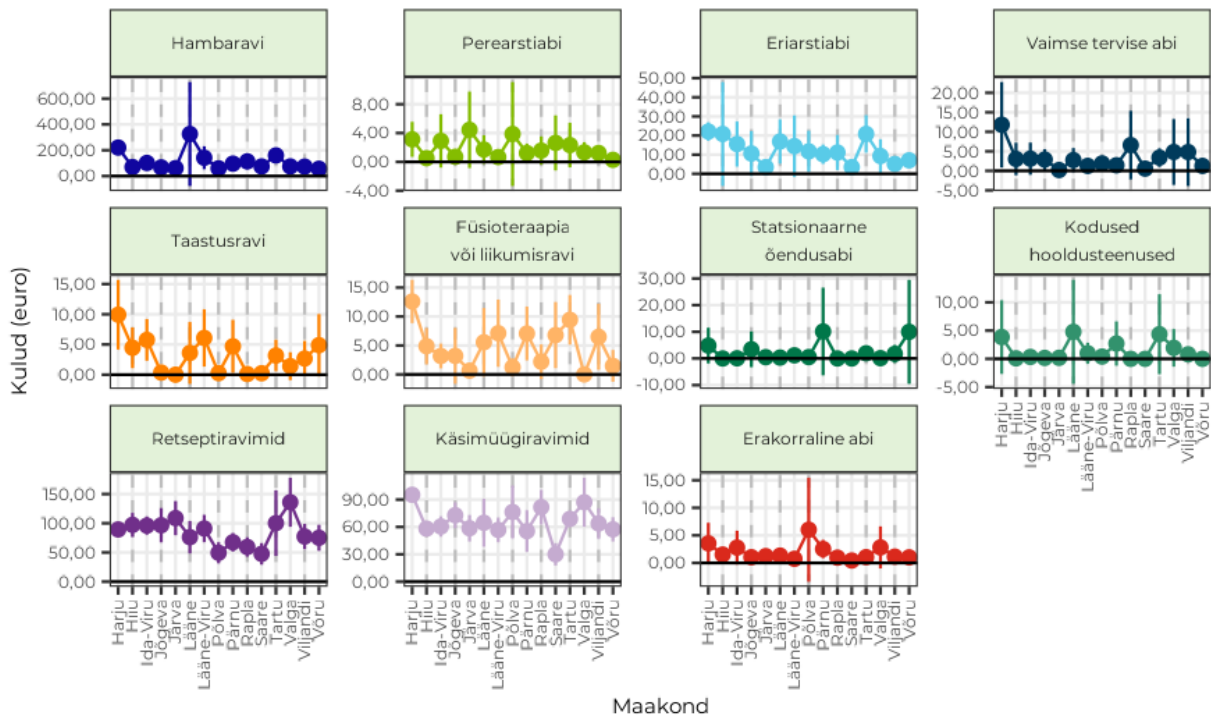 Hambaravi
Perearstiabi
Eriarstiabi
Vaimse tervise abi
600,00
400,00
200,00
0,00
8,00
4,00
0,00
-4,00
50,00
40,00
30,00
20,00
10,00
0,00
20,00
15,00
10,00
5,00
0,00
-5,00
Taastusravi
Füsioteraapia
või liikumisravi
Statsionaarne
õendusabi
Kodused
hooldusteenused
15,00
10,00
5,00
0,00
15,00
10,00
5,00
0,00
30,00
20,00
10,00
0,00
-10,00
10,00
5,00
0,00
-5,00
Harju
Hiiu
Ida-Viru
Jõgeva
Järva
Lääne
Lääne-Viru
Põlva
Pärnu
Rapla
Saare
Tartu
Valga
Viljandi
Võru
Retseptiravimid
Käsimüügiravimid
Erakorraline abi
150,00
100,00
50,00
0,00
90,00
60,00
30,00
0,00
15,00
10,00
5,00
0,00
Harju
Hiiu
Ida-Viru
Jõgeva
Järva
Lääne
Lääne-Viru
Põlva
Pärnu
Rapla
Saare
Tartu
Valga
Viljandi
Võru
Harju
Hiiu
Ida-Viru
Jõgeva
Järva
Lääne
Lääne-Viru
Põlva
Pärnu
Rapla
Saare
Tartu
Valga
Viljandi
Võru
Harju
Hiiu
Ida-Viru
Jõgeva
Järva
Lääne
Lääne-Viru
Põlva
Pärnu
Rapla
Saare
Tartu
Valga
Viljandi
Võru
Kulud (euro)
Maakond